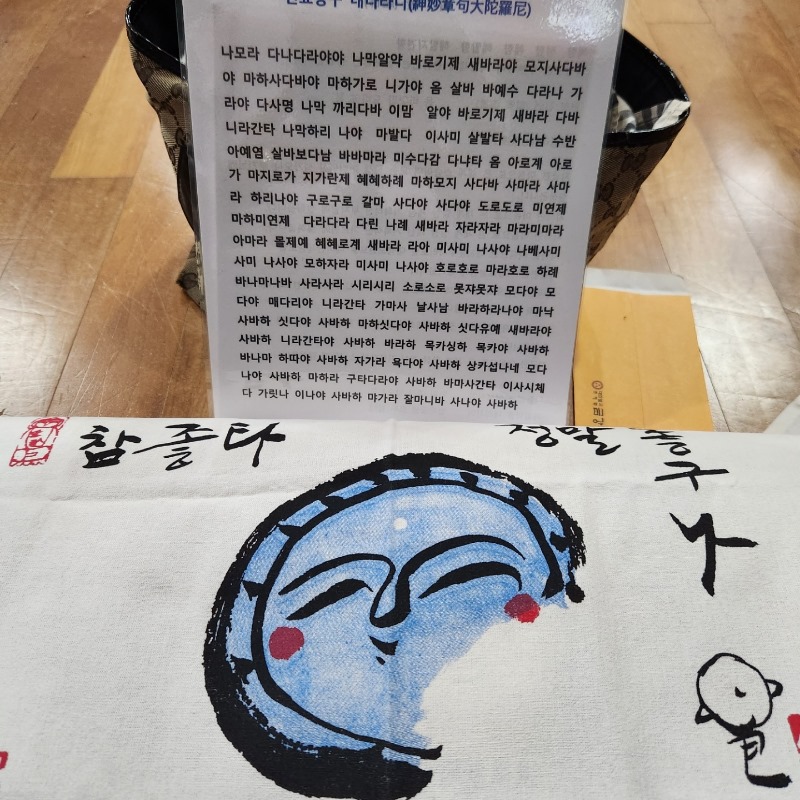 신묘장구 대다라니(神妙章句大陀羅尼)
나모라 다나다라야야 나막알약 바로기제 새바라야 모지사다바
야 마하사다바야 마하가로 니가야 옴 살바 바예수 다라나 가
라야 다사명 나막 까리다바 이맘 알야 바로기제 새바라 다바
니라간타 나막하리 나야 마발다 이사미 살발타 사다남 수반
아예염 살바보다남 바바마라 미수다감 다냐타 옴 아로계 아로
가 마지로가 지가란제 혜혜하례 마하모지 사다바 사마라 사마
라 하리나야 구로구로 갈마 사다야 사다야 도로도로 미연제
마하미연제 다라다라 다린 나례 새바라 자라자라 마라미마라
아마라 몰제예 혜혜로계 새바라 라아 미사미 나사야 나베사미
사미 나사야 모하자라 미사미 나사야 호로호로 마라호로 하례
바나마나바 사라사라 시리시리 소로소로 못쟈못쟈 모다야 모
다야 매다리야 니라간타 가마사 날사남 바라하라나야 마낙
사바하 싯다야 사바하 마하싯다야 사바하 싯다유예 새바라야
사바하 니라간타야 사바하 바라하 목카싱하 목카야 사바하
바나마 하따야 사바하 자가라 욕다야 사바하 상카섭나네 모다
나야 사바하 마하라 구타다라야 사바하 바마사간타 이사시체
다 가릿나 이나야 사바하 먀가라 잘마니바 사나야 사바하
참 좋다
정말 좋
구
나